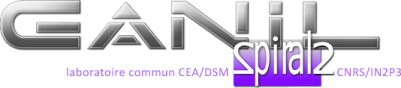 GANIL
Spiral2
laboratoire commun CEA/DSM CNRS/IN2P3